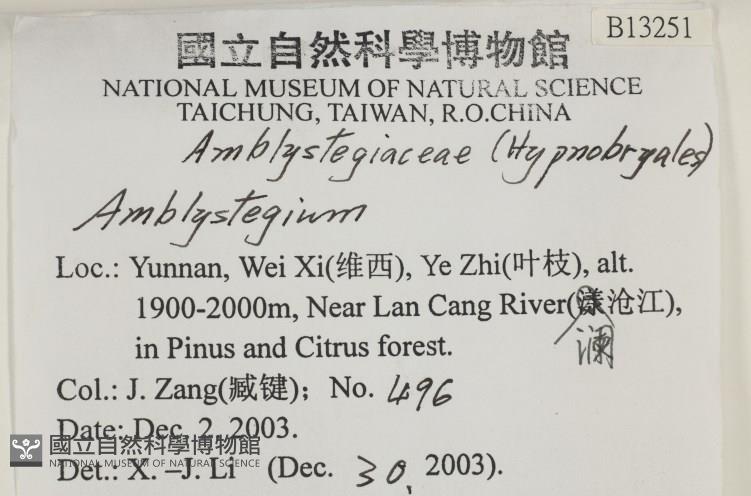 B13251
國立自然科學博物館
NATIONAL MUSEUM OF NATURAL SCIENCE
TAICHUNG, TAIWAN, R.O.CHINA
Amblystegiaceae (Hypnobryales)
Amblystegium
Loc.: Yunnan, Wei Xi(维西), Ye Zhi(叶枝), alt.
1900-2000m, Near Lan Cang River(漾沧江),
澜
in Pinus and Citrus forest.
Col.: J. Zang(臧键); No. 496
Date: Dec. 2, 2003.
國立自然科學博物館
NATIONAL MUSEUM OF NATURAL SCIENCE
Det.: X. –J. Li (Dec. 30, 2003).